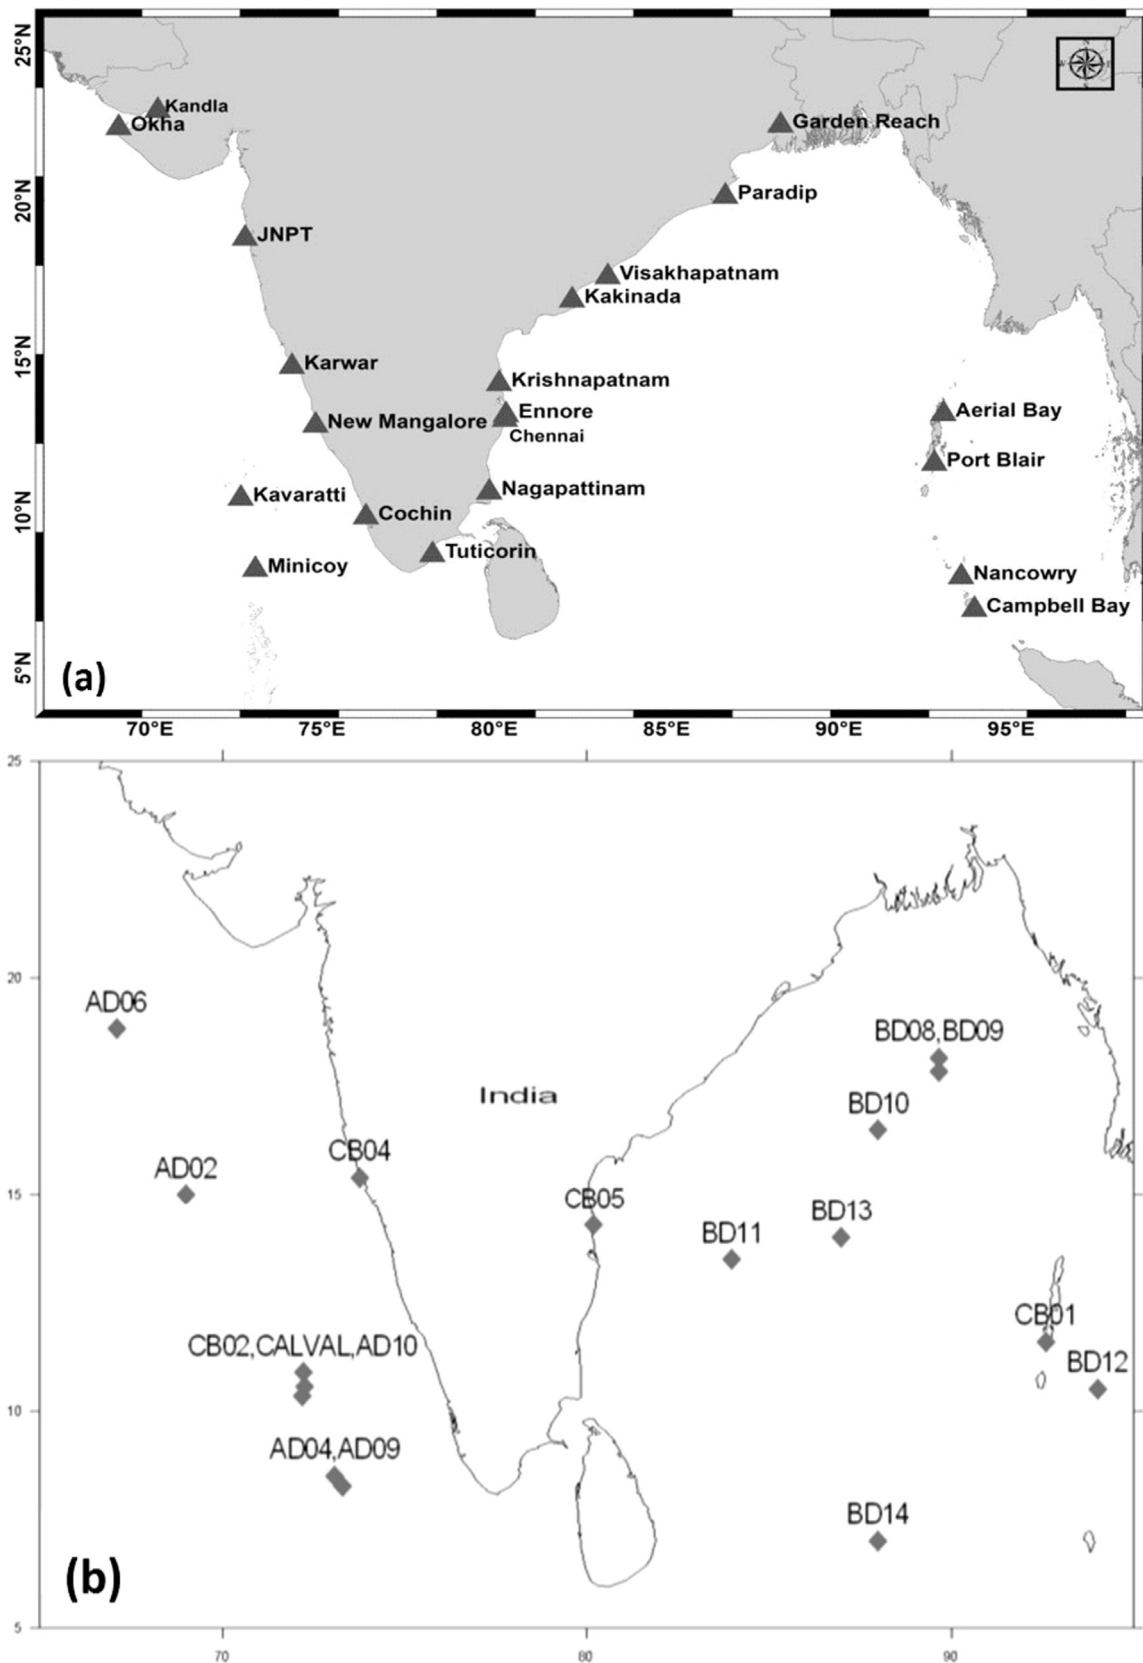 25°N
Kandla
Okha
Garden Reach
20°N
Paradip
JNPT
Visakhapatnam
Kakinada
15°N
Karwar
Krishnapatnam
New Mangalore
Ennore
Chennai
Aerial Bay
Port Blair
Kavaratti
Nagapattinam
10°N
Cochin
Tuticorin
Minicoy
Nancowry
Campbell Bay
5°N
(a)
70°E 75°E 80°E 85°E 90°E 95°E
25
20
AD06
BD08,BD09
India
BD10
CB04
AD02
15
CB05
BD13
BD11
CB01
CB02,CALVAL,AD10
BD12
10
AD04,AD09
BD14
(b)
5
70 80 90